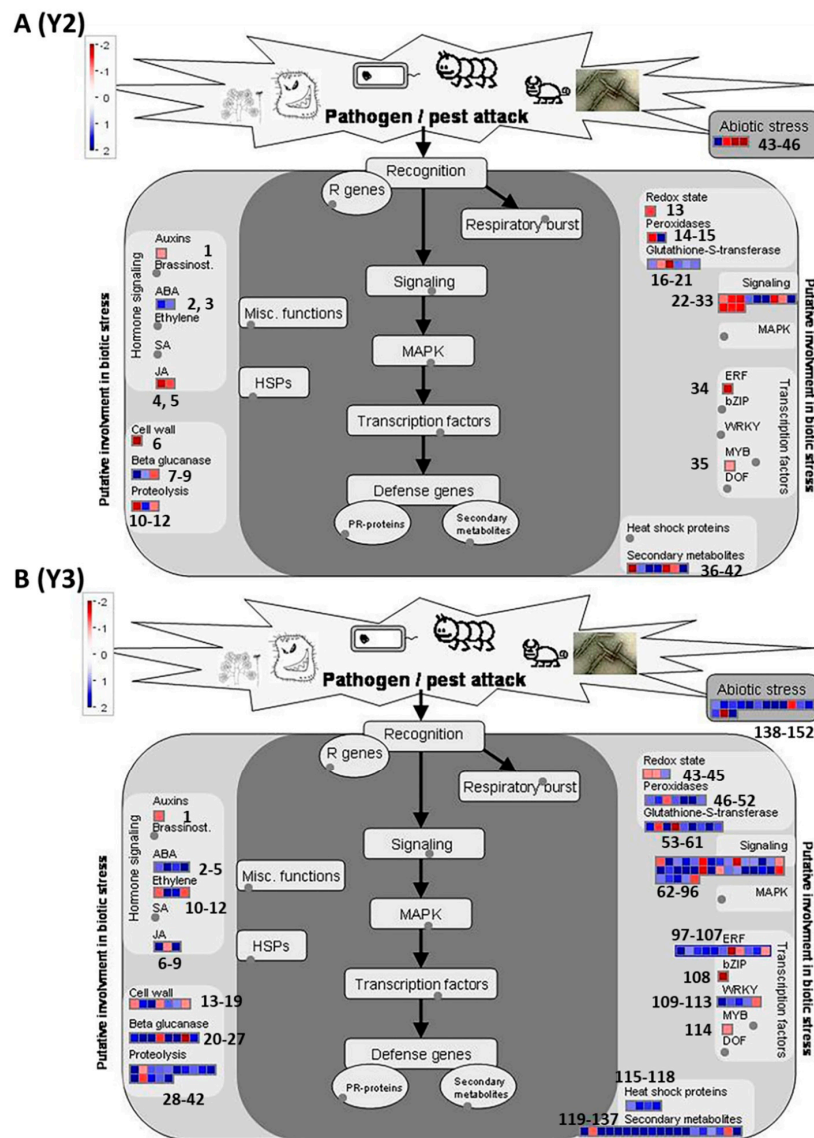 A (Y2)
-2
-1
0
1
2
Pathogen / pest attack
Abiotic stress
43-46
Recognition
R genes
Respiratory burst
Redox state
13
Peroxidases
14-15
Glutathione-S-transferase
16-21
Hormone signaling
Auxins
1
Brassinost.
ABA
2, 3
Ethylene
SA
JA
4, 5
Putative involvment in biotic stress
Cell wall
6
Beta glucanase
7-9
Proteolysis
10-12
Misc. functions
HSPs
Signaling
MAPK
Transcription factors
Defense genes
PR-proteins
Secondary metabolites
Signaling
22-33
MAPK
34
ERF
bZIP
WRKY
35
MYB
DOF
Transcription factors
Putative involvment in biotic stress
Heat shock proteins
Secondary metabolites
36-42
B (Y3)
-2
-1
0
1
2
Pathogen / pest attack
Abiotic stress
138-152
Recognition
R genes
Respiratory burst
Redox state
43-45
Peroxidases
46-52
Glutathione-S-transferase
53-61
Hormone signaling
Auxins
1
Brassinost.
ABA
2-5
Ethylene
10-12
SA
JA
6-9
Putative involvment in biotic stress
Cell wall
13-19
Beta glucanase
20-27
Proteolysis
28-42
Misc. functions
HSPs
Signaling
MAPK
Transcription factors
Defense genes
PR-proteins
Secondary metabolites
Signaling
62-96
MAPK
97-107
ERF
bZIP
108
WRKY
109-113
MYB
114
DOF
Transcription factors
Putative involvment in biotic stress
115-118
Heat shock proteins
119-137
Secondary metabolites